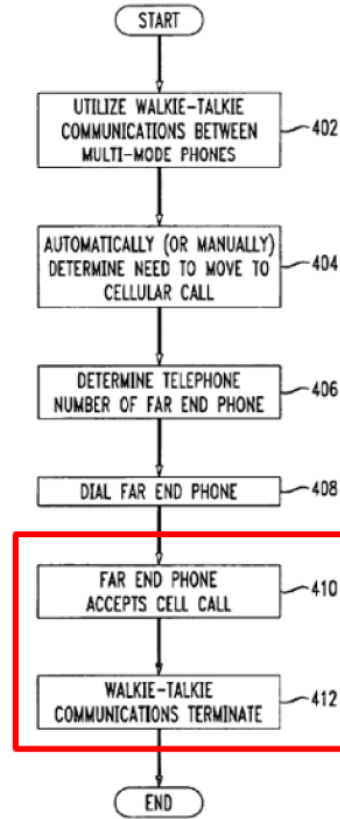 START
UTILIZE WALKIE-TALKIE
COMMUNICATIONS BETWEEN
MULTI-MODE PHONES
402
AUTOMATICALLY (OR MANUALLY)
DETERMINE NEED TO MOVE TO
CELLULAR CALL
404
DETERMINE TELEPHONE
NUMBER OF FAR END PHONE
406
DIAL FAR END PHONE
408
FAR END PHONE
ACCEPTS CELL CALL
410
WALKIE-TALKIE
COMMUNICATIONS TERMINATE
412
END